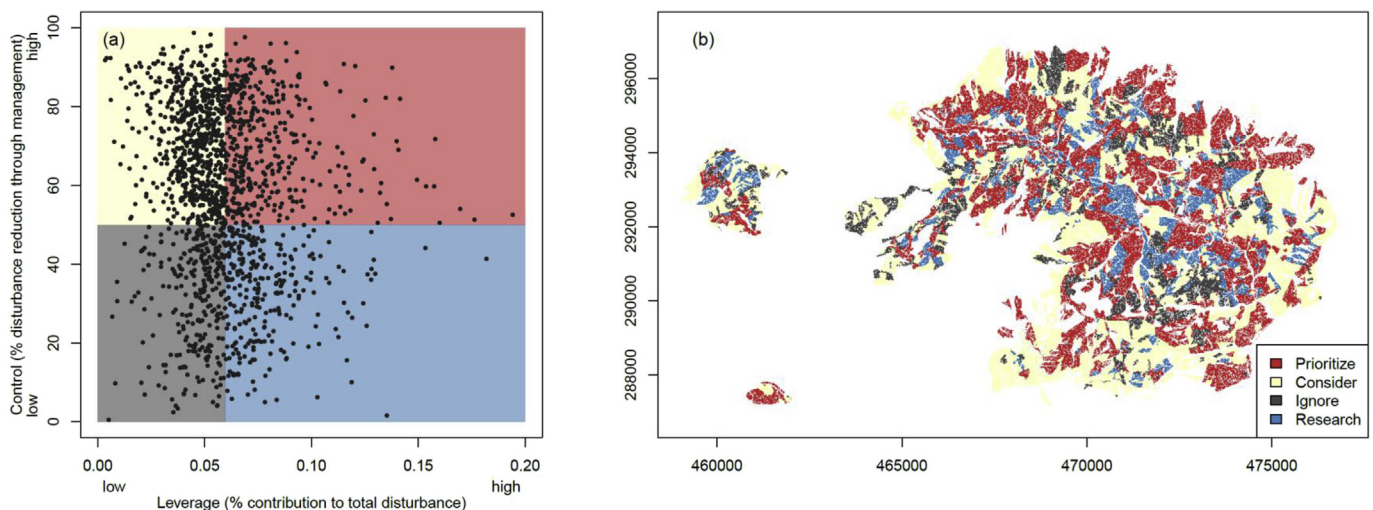 (a)
Control (% disturbance reduction through management)
low
high
100
80
60
40
20
0
0.00
0.05
0.10
0.15
0.20
low
high
Leverage (% contribution to total disturbance)
(b)
296000
294000
292000
290000
288000
460000
465000
470000
475000
Prioritize
Consider
Ignore
Research